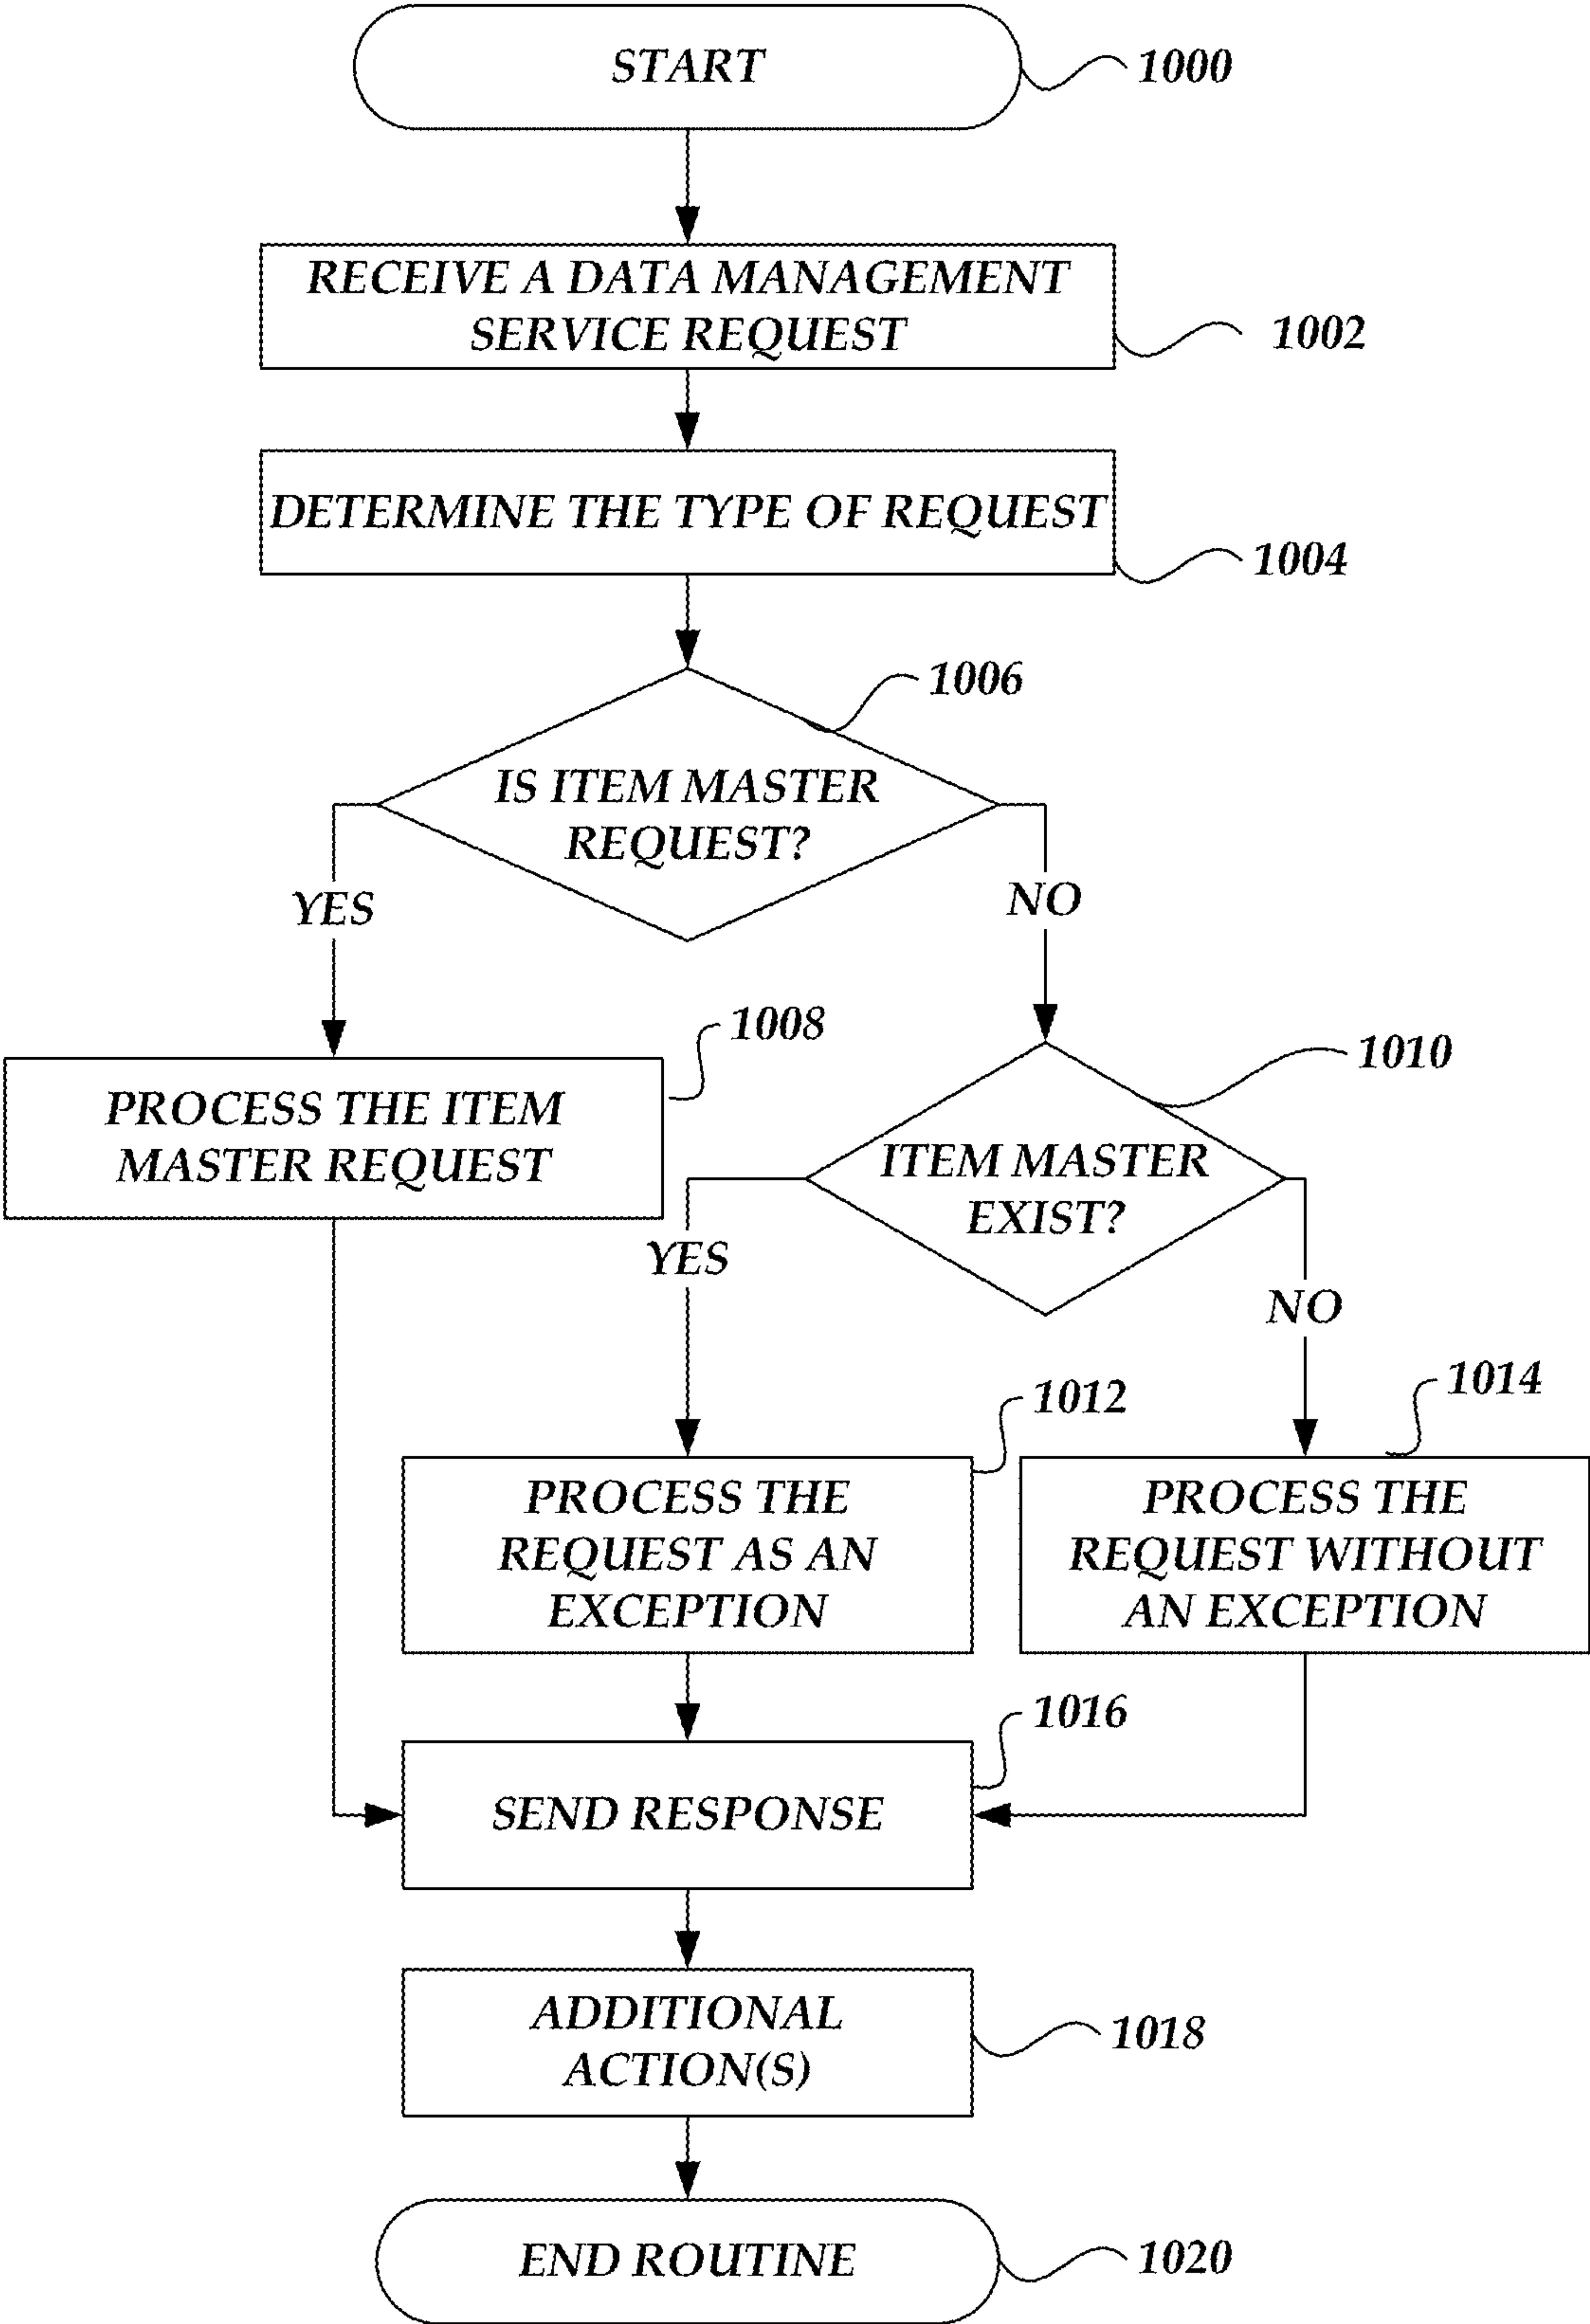 START
1000
RECEIVE A DATA MANAGEMENT
SERVICE REQUEST
1002
DETERMINE THE TYPE OF REQUEST
1004
1006
IS ITEM MASTER
REQUEST?
YES
NO
1008
PROCESS THE ITEM
MASTER REQUEST
1010
ITEM MASTER
EXIST?
YES
NO
1012
PROCESS THE
REQUEST AS AN
EXCEPTION
1014
PROCESS THE
REQUEST WITHOUT
AN EXCEPTION
1016
SEND RESPONSE
ADDITIONAL
ACTION(S)
1018
END ROUTINE
1020